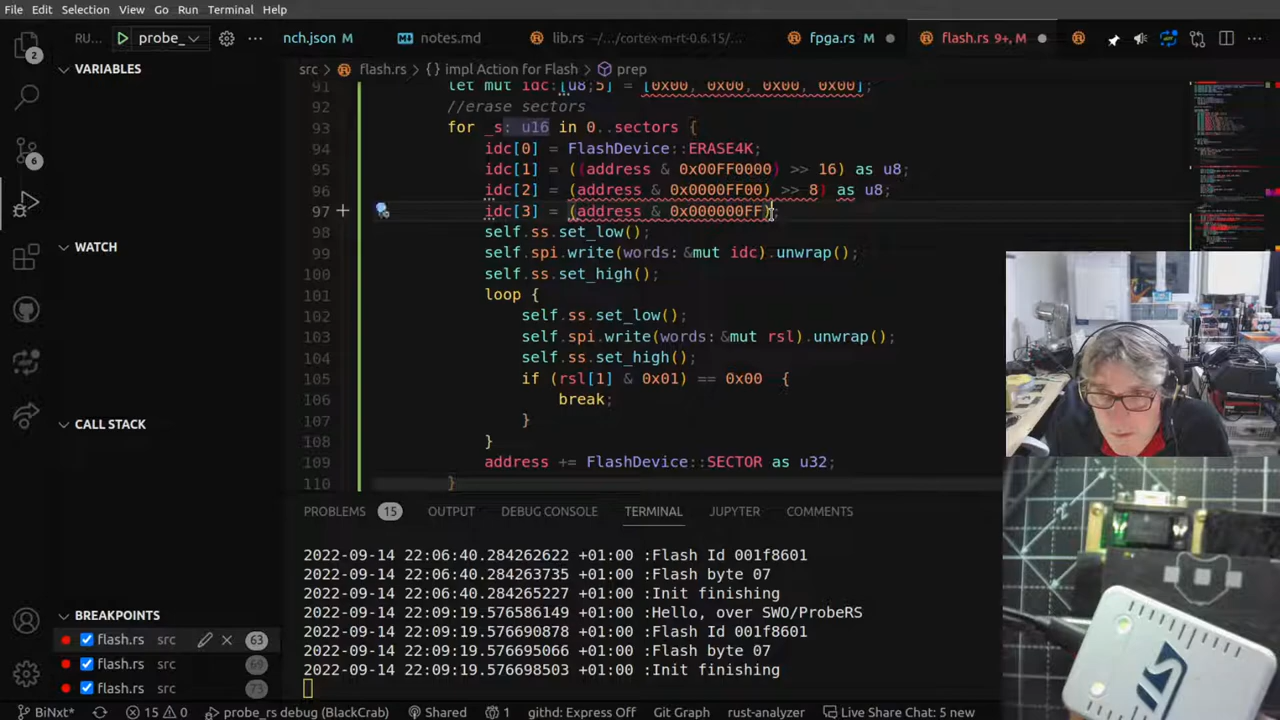 File Edit Selection View Go Run Terminal Help
RU... probe_ ... nch.json M notes.md lib.rs ~/.../cortex-m-rt-0.6.15/... fpga.rs M flash.rs 9+, M
src > flash.rs > {} impl Action for Flash > prep
VARIABLES
WATCH
CALL STACK
BREAKPOINTS
flash.rs src 63
flash.rs src 69
flash.rs src 73
2
6
91 let mut idc:[u8;5] = [0x00, 0x00, 0x00, 0x00];
92 //erase sectors
93 for _s: u16 in 0..sectors {
94 idc[0] = FlashDevice::ERASE4K;
95 idc[1] = ((address & 0x00FF0000) >> 16) as u8;
96 idc[2] = (address & 0x0000FF00) >> 8) as u8;
97 idc[3] = (address & 0x000000FF)
98 self.ss.set_low();
99 self.spi.write(words: &mut idc).unwrap();
100 self.ss.set_high();
101 loop {
102 self.ss.set_low();
103 self.spi.write(words: &mut rsl).unwrap();
104 self.ss.set_high();
105 if (rsl[1] & 0x01) == 0x00 {
106 break;
107 }
108 }
109 address += FlashDevice::SECTOR as u32;
110 }
PROBLEMS 15 OUTPUT DEBUG CONSOLE TERMINAL JUPYTER COMMENTS
2022-09-14 22:06:40.284262622 +01:00 :Flash Id 001f8601
2022-09-14 22:06:40.284263735 +01:00 :Flash byte 07
2022-09-14 22:06:40.284265227 +01:00 :Init finishing
2022-09-14 22:09:19.576586149 +01:00 :Hello, over SWO/ProbeRS
2022-09-14 22:09:19.576690878 +01:00 :Flash Id 001f8601
2022-09-14 22:09:19.576695066 +01:00 :Flash byte 07
2022-09-14 22:09:19.576698503 +01:00 :Init finishing
BiNxt* 15 0 probe_rs debug (BlackCrab) Shared 1 githd: Express Off Git Graph rust-analyzer Live Share Chat: 5 new